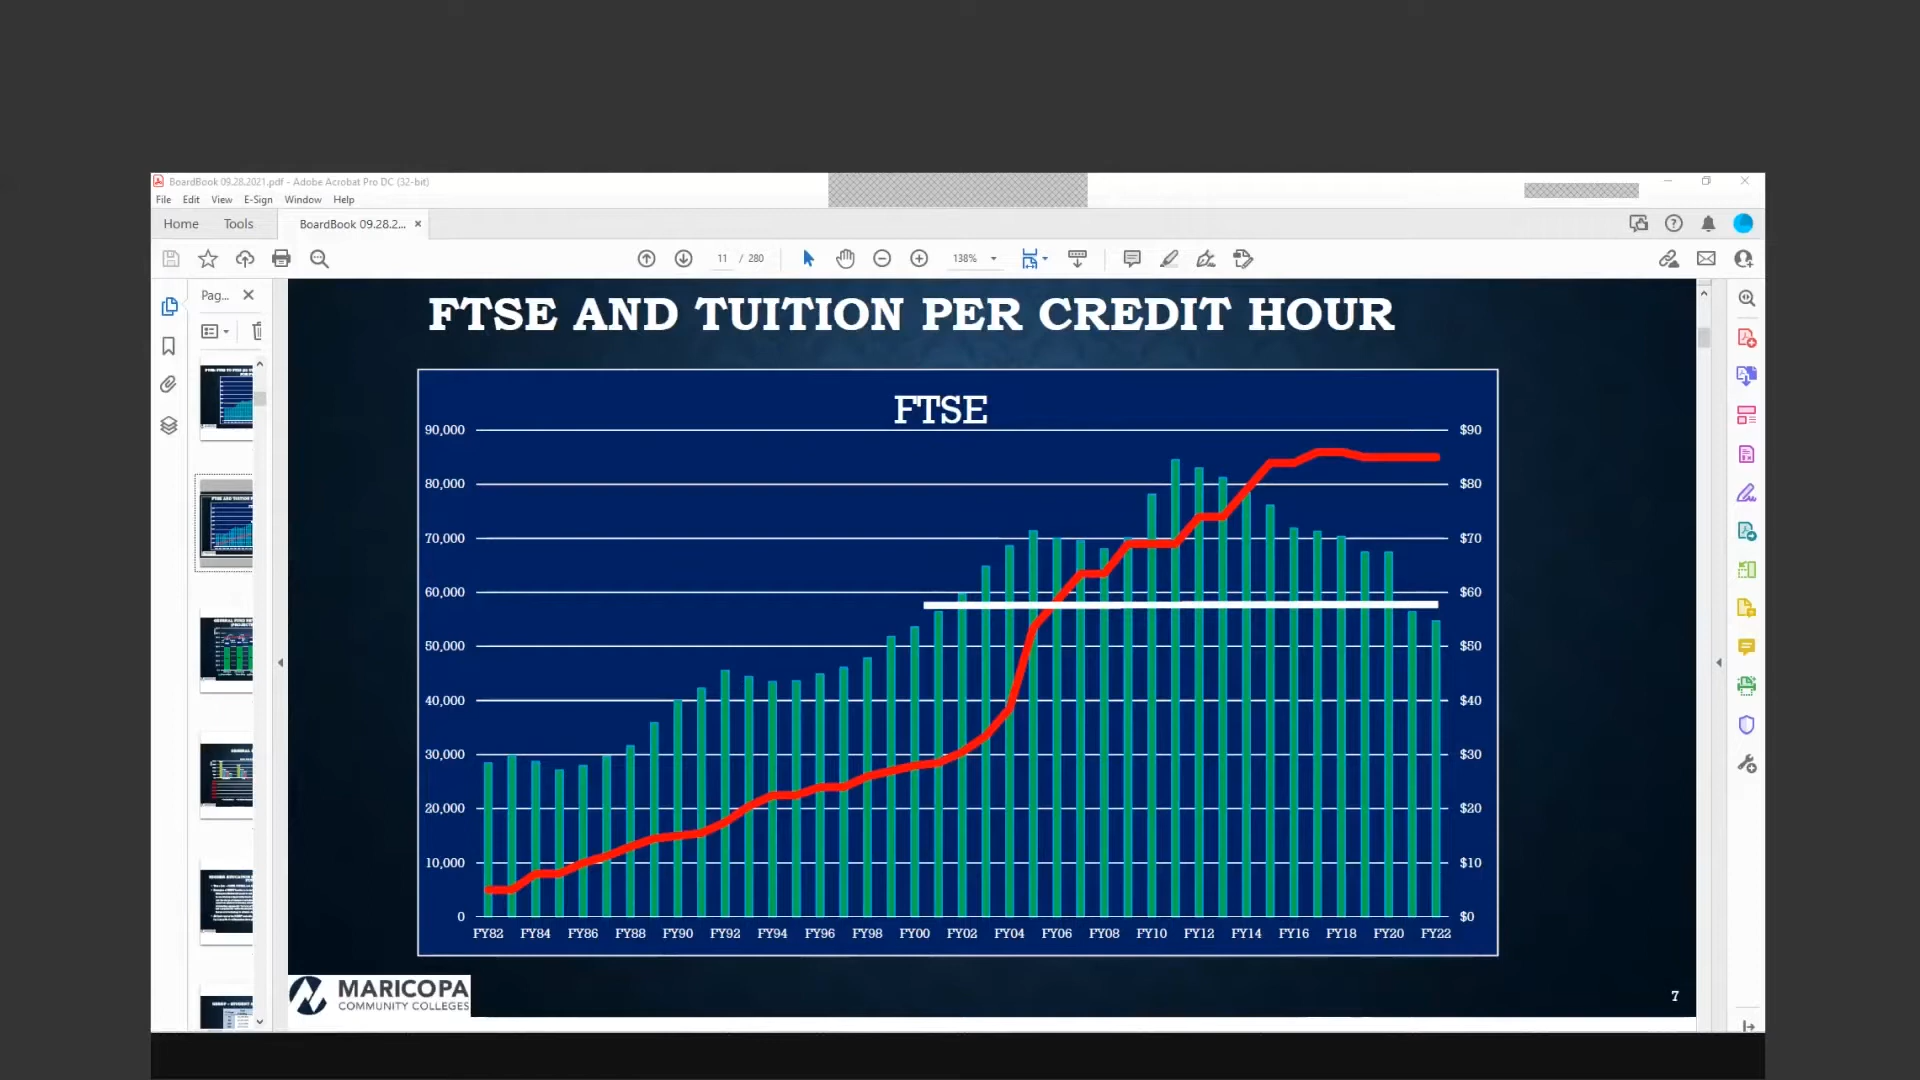 BoardBook 09.28.2021.pdf - Adobe Acrobat Pro DC (32-bit)
File Edit View E-Sign Window Help
Home Tools BoardBook 09.28.2... ×
11 / 280 138%
Pag...
FTSE AND TUITION PER CREDIT HOUR
FTSE
90,000 $90
80,000 $80
70,000 $70
60,000 $60
50,000 $50
40,000 $40
30,000 $30
20,000 $20
10,000 $10
0 $0
FY82 FY84 FY86 FY88 FY90 FY92 FY94 FY96 FY98 FY00 FY02 FY04 FY06 FY08 FY10 FY12 FY14 FY16 FY18 FY20 FY22
MARICOPA
COMMUNITY COLLEGES
7